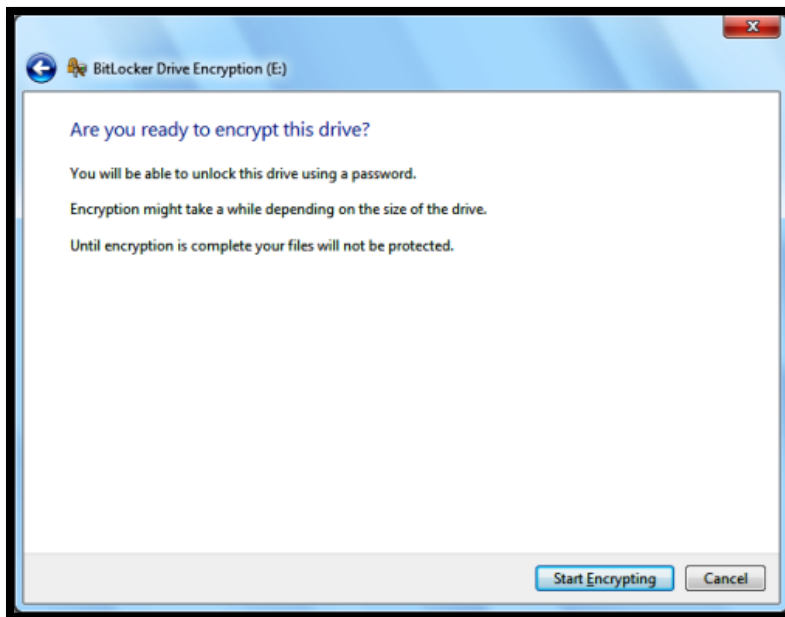 BitLocker Drive Encryption (E:)
Are you ready to encrypt this drive?
You will be able to unlock this drive using a password.
Encryption might take a while depending on the size of the drive.
Until encryption is complete your files will not be protected.
Start Encrypting
Cancel